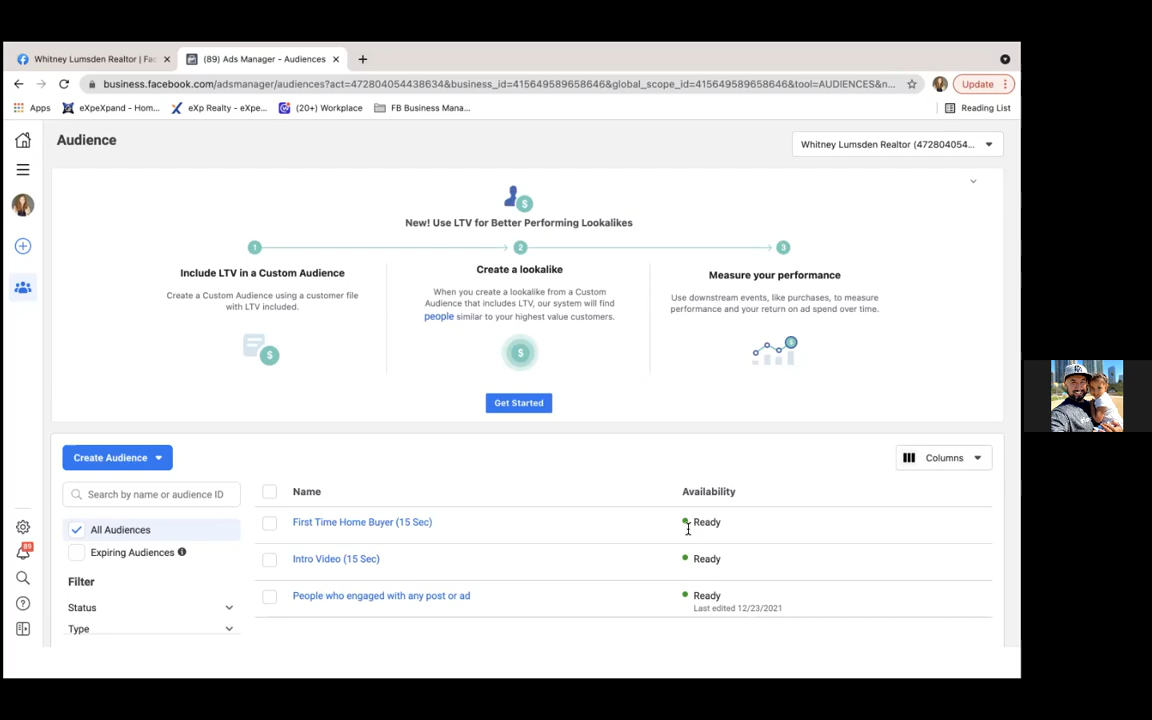 Whitney Lumsden Realtor | Fac
(89) Ads Manager - Audiences
business.facebook.com/adsmanager/audiences?act=472804054438634&business_id=415649589658646&global_scope_id=415649589658646&tool=AUDIENCES&n...
Update
Apps
eXpeXpand - Hom...
eXp Realty - eXpe...
(20+) Workplace
FB Business Mana...
Reading List
Audience
Whitney Lumsden Realtor (472804054...
$
New! Use LTV for Better Performing Lookalikes
1
2
3
Include LTV in a Custom Audience
Create a Custom Audience using a customer file
with LTV included.
$
Create a lookalike
When you create a lookalike from a Custom
Audience that includes LTV, our system will find
people similar to your highest value customers.
$
Measure your performance
Use downstream events, like purchases, to measure
performance and your return on ad spend over time.
$
Get Started
Create Audience
Columns
Search by name or audience ID
All Audiences
Expiring Audiences
Filter
Status
Type
Name
Availability
First Time Home Buyer (15 Sec)
Ready
Intro Video (15 Sec)
Ready
People who engaged with any post or ad
Ready
Last edited 12/23/2021
89